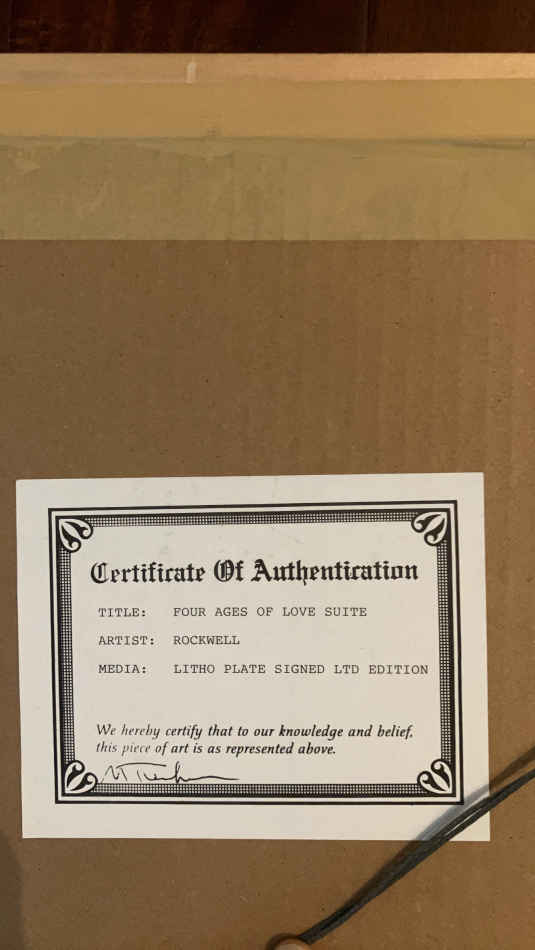 Certificate Of Authentication
TITLE: FOUR AGES OF LOVE SUITE
ARTIST: ROCKWELL
MEDIA: LITHO PLATE SIGNED LTD EDITION
We hereby certify that to our knowledge and belief,
this piece of art is as represented above.